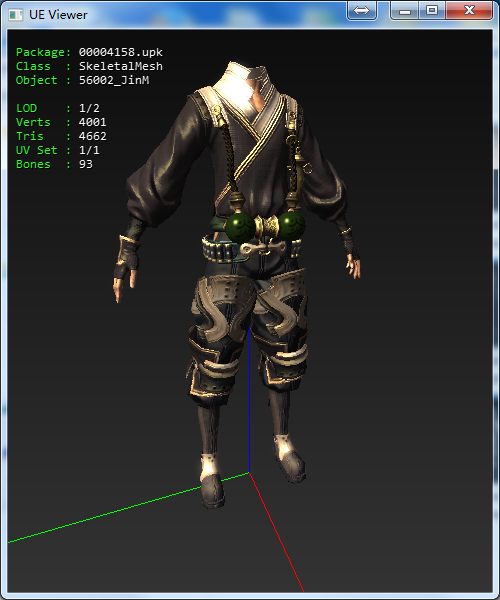 UE Viewer
Package: 00004158.upk
Class : SkeletalMesh
Object : 56002_JinM
LOD : 1/2
Verts : 4001
Tris : 4662
UV Set : 1/1
Bones : 93